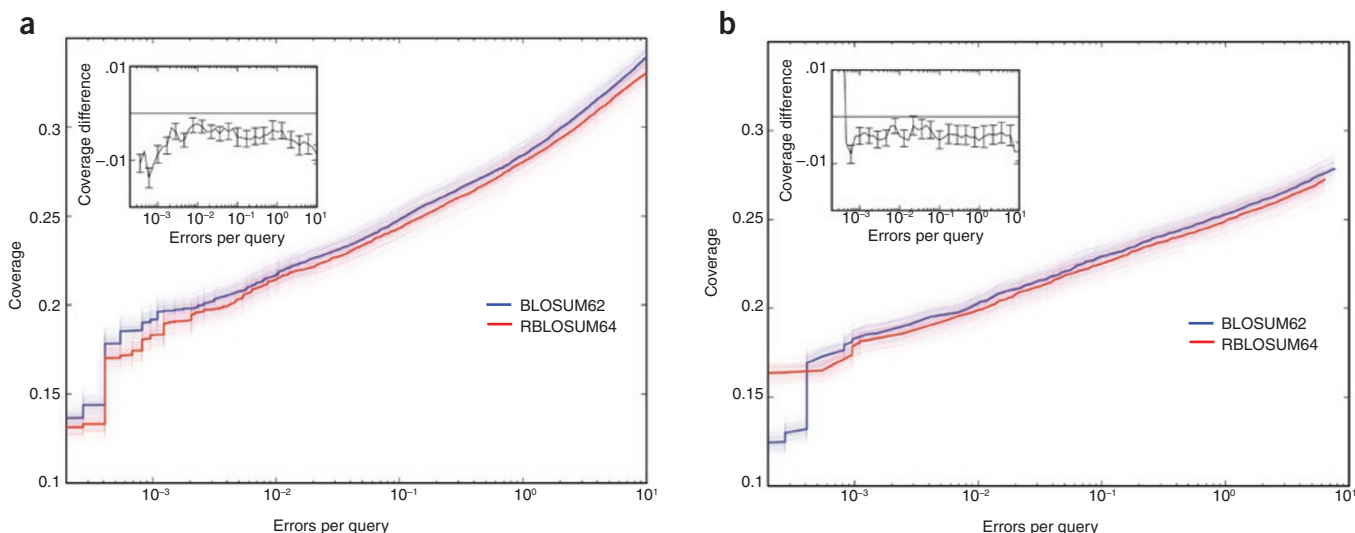 a
.01
Coverage difference
−.01
10⁻³ 10⁻² 10⁻¹ 10⁰ 10¹
Errors per query
0.3
0.25
0.2
0.15
0.1
Coverage
BLOSUM62
RBLOSUM64
10⁻³ 10⁻² 10⁻¹ 10⁰ 10¹
Errors per query
b
.01
Coverage difference
−.01
10⁻³ 10⁻² 10⁻¹ 10⁰ 10¹
Errors per query
0.3
0.25
0.2
0.15
0.1
Coverage
BLOSUM62
RBLOSUM64
10⁻³ 10⁻² 10⁻¹ 10⁰ 10¹
Errors per query